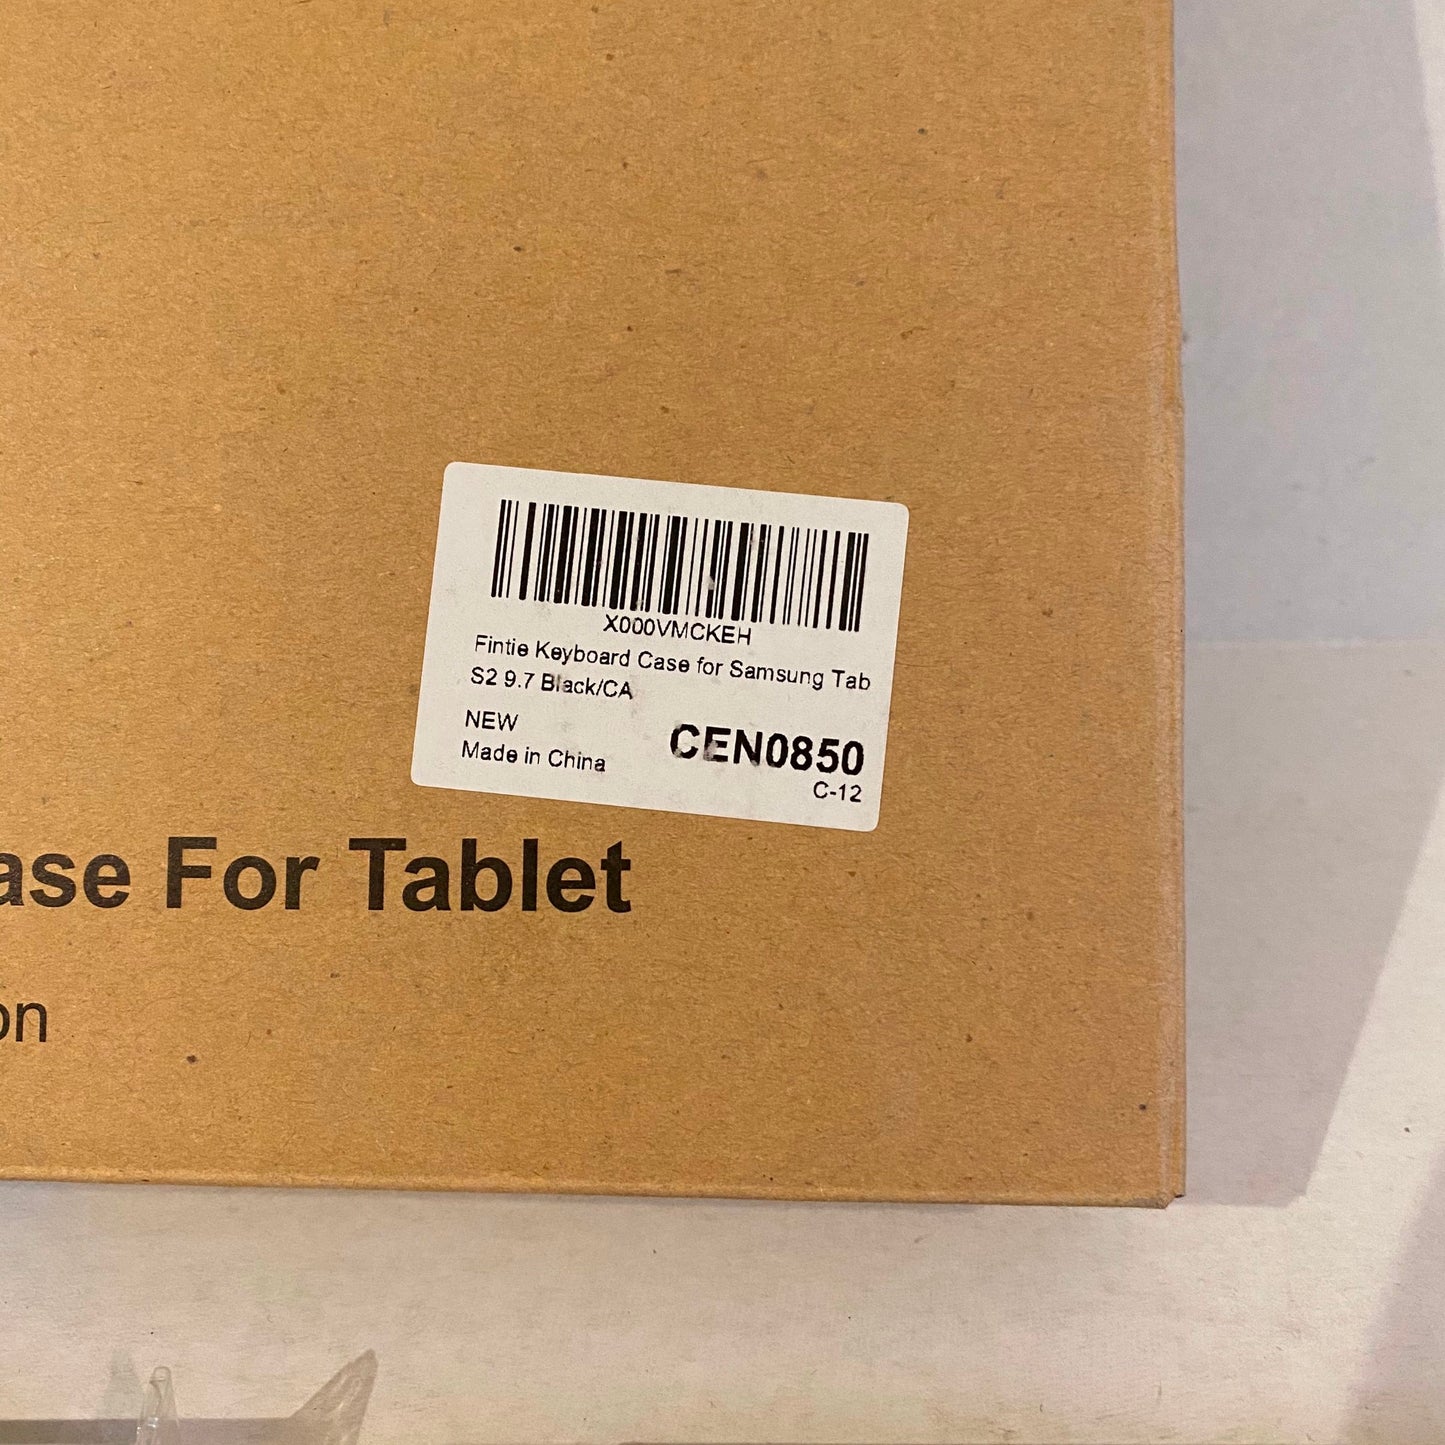 X000VMCKEH
Fintie Keyboard Case for Samsung Tab
S2 9.7 Black/CA
NEW
Made in China
CEN0850
C-12
ase For Tablet
on